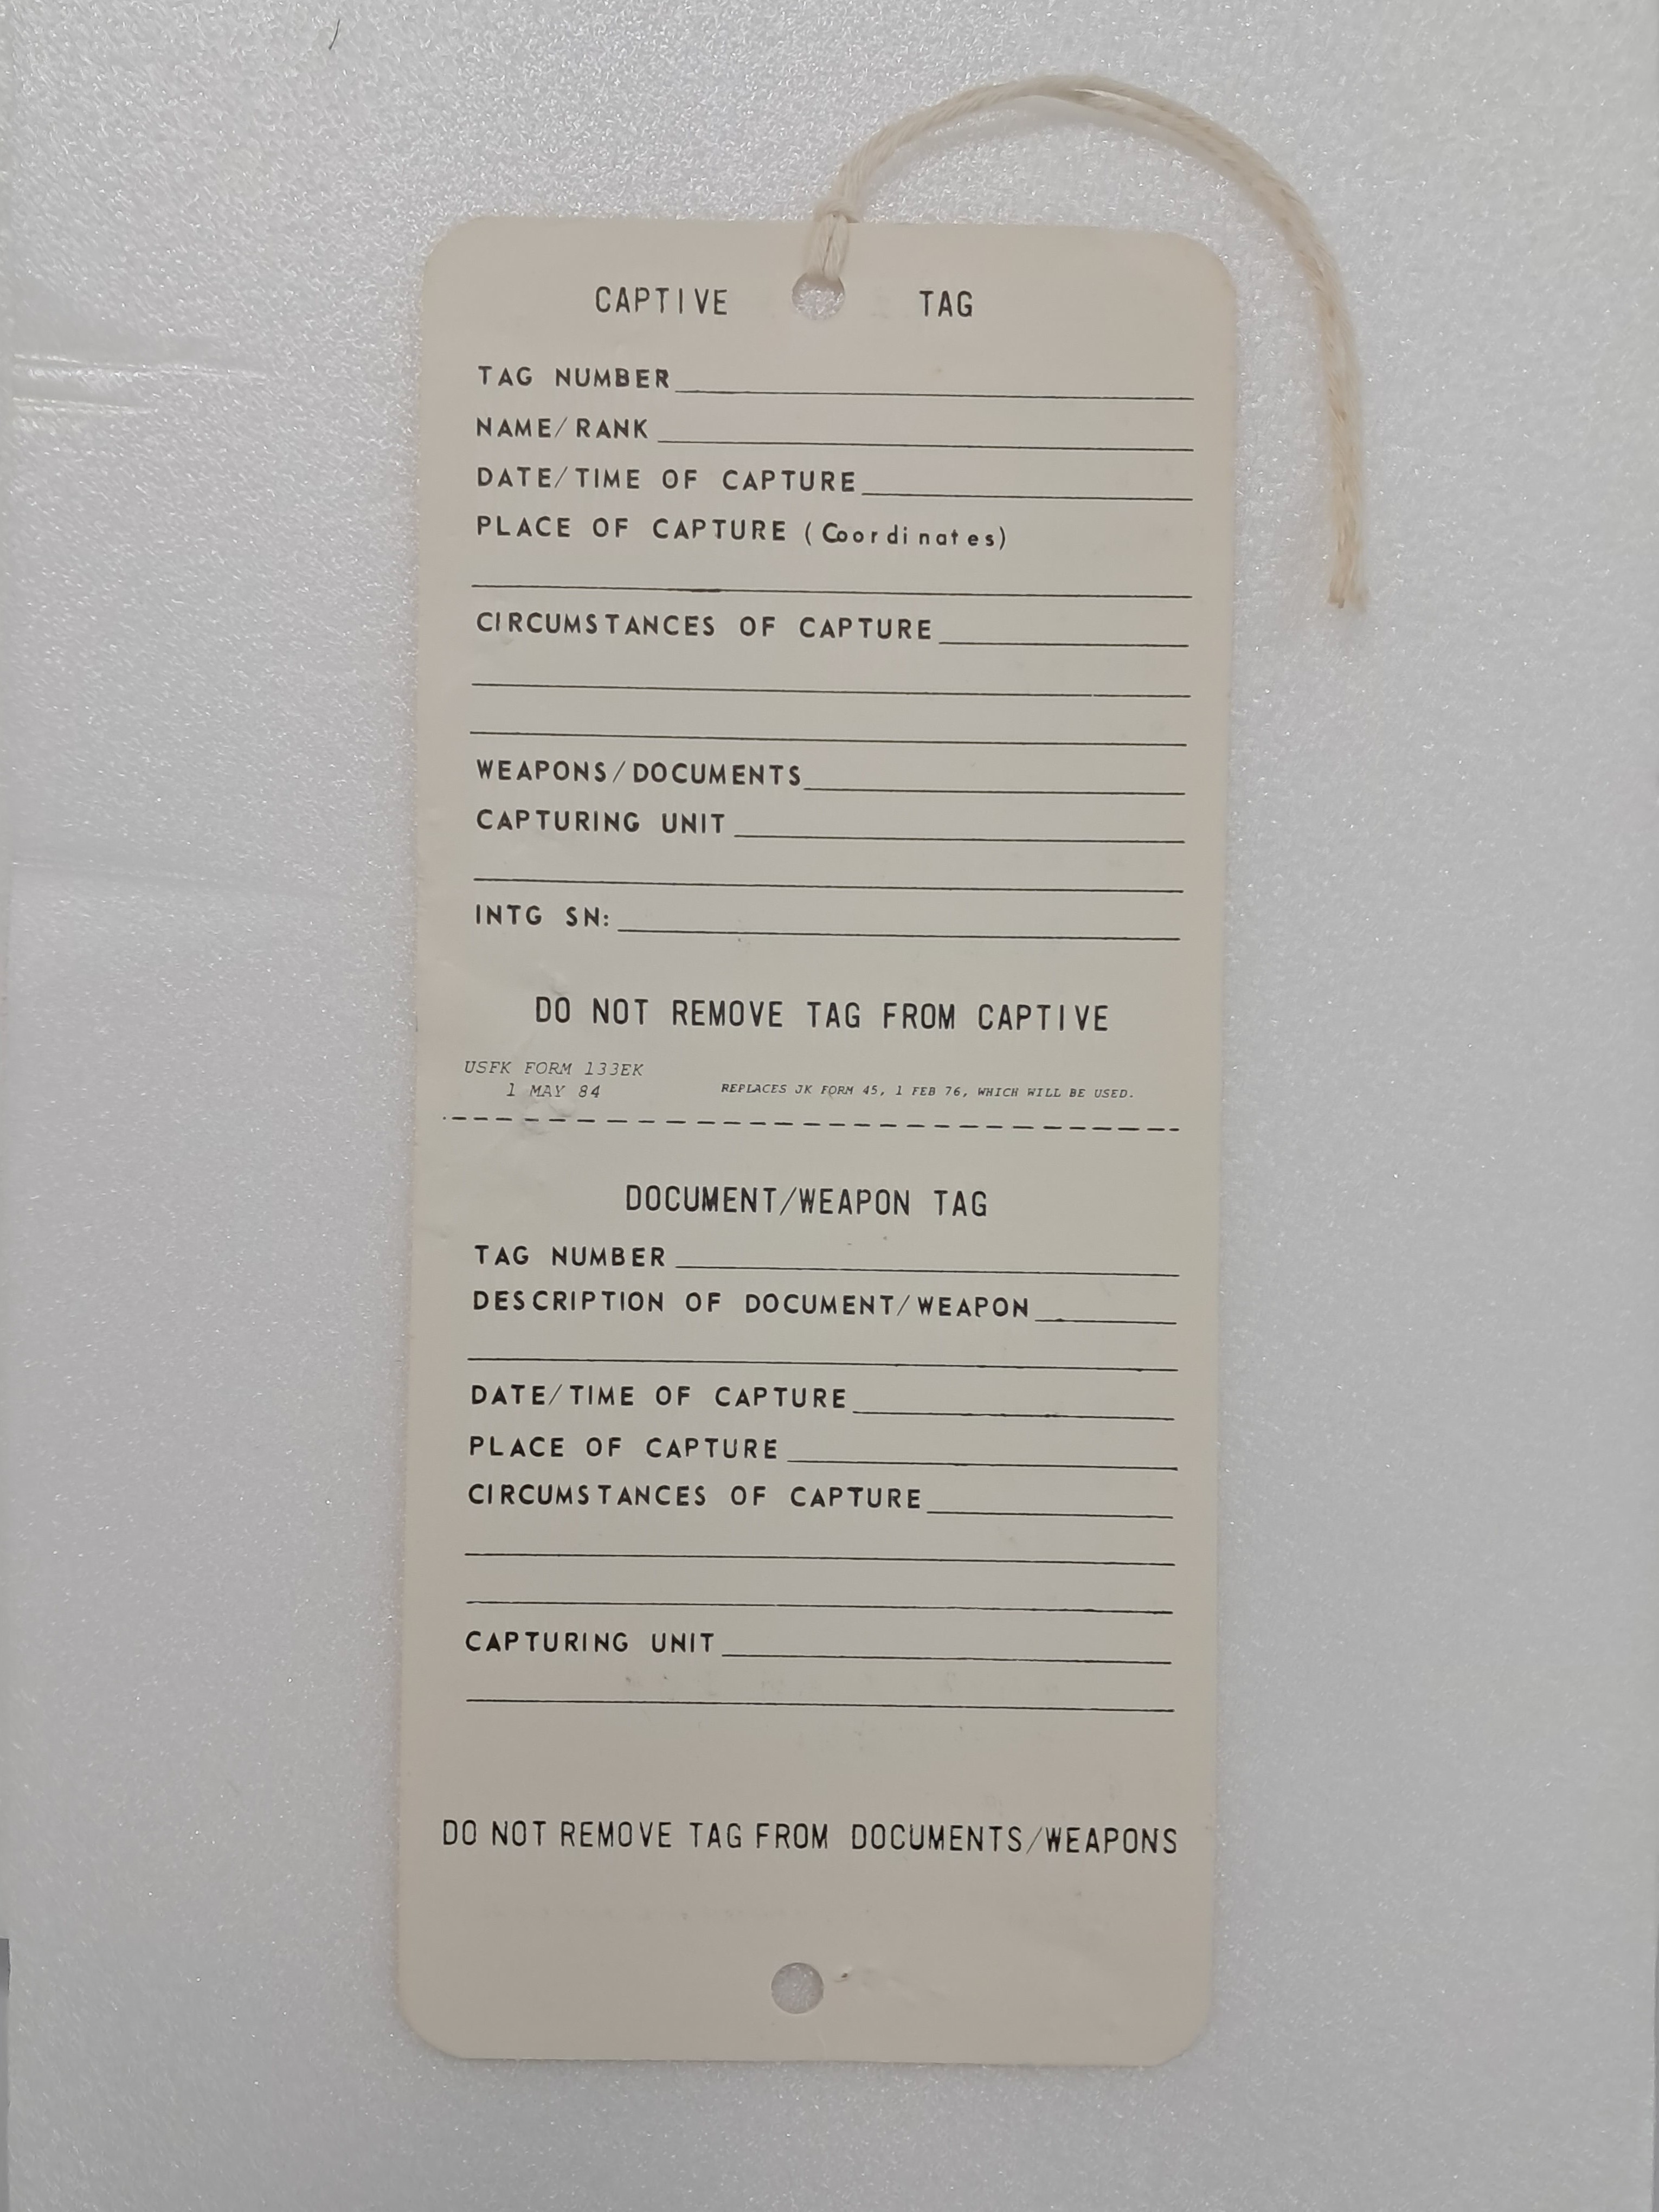 CAPTIVE TAG
TAG NUMBER
NAME/RANK
DATE/TIME OF CAPTURE
PLACE OF CAPTURE (Coordinates)
CIRCUMSTANCES OF CAPTURE
WEAPONS/DOCUMENTS
CAPTURING UNIT
INTG SN:
DO NOT REMOVE TAG FROM CAPTIVE
USFK FORM 133EK
1 MAY 84
REPLACES JK FORM 45, 1 FEB 76, WHICH WILL BE USED.
DOCUMENT/WEAPON TAG
TAG NUMBER
DESCRIPTION OF DOCUMENT/WEAPON
DATE/TIME OF CAPTURE
PLACE OF CAPTURE
CIRCUMSTANCES OF CAPTURE
CAPTURING UNIT
DO NOT REMOVE TAG FROM DOCUMENTS/WEAPONS